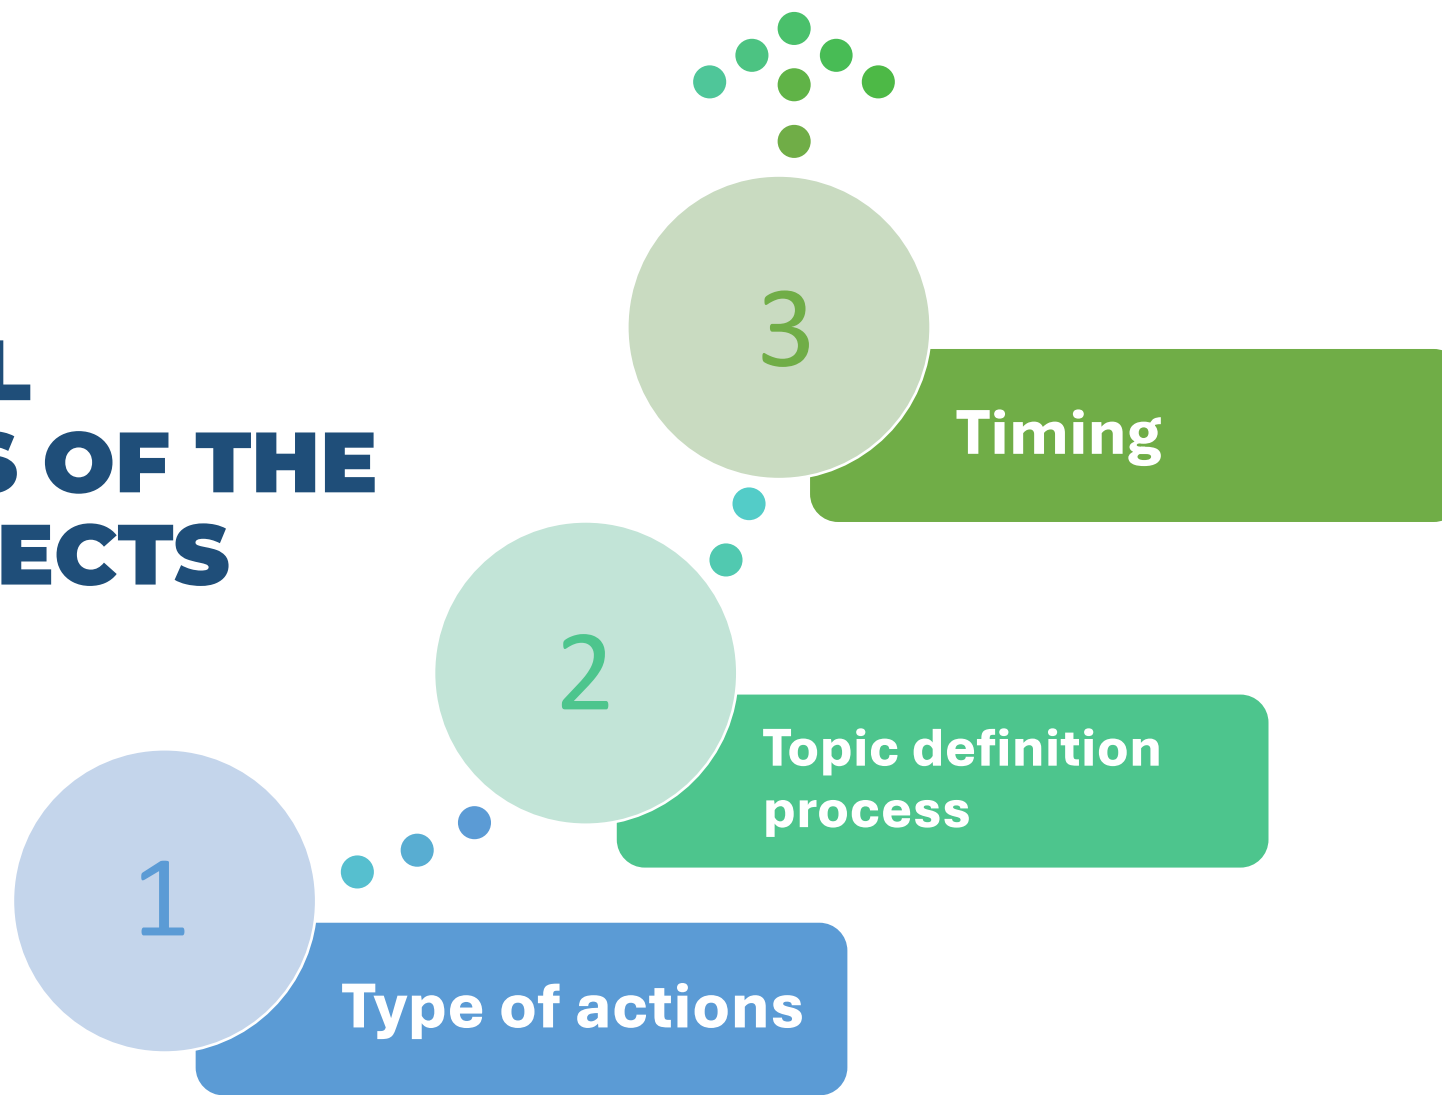 L
S OF THE
ECTS
3
Timing
2
Topic definition
process
1
Type of actions